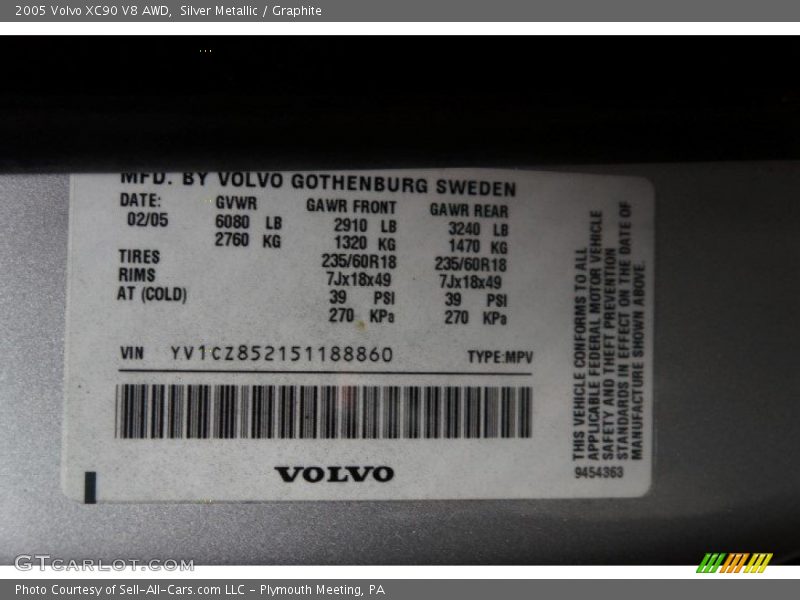 2005 Volvo XC90 V8 AWD, Silver Metallic / Graphite
MFD. BY VOLVO GOTHENBURG SWEDEN
DATE: GVWR GAWR FRONT GAWR REAR
02/05 6080 LB 2910 LB 3240 LB
2760 KG 1320 KG 1470 KG
TIRES 235/60R18 235/60R18
RIMS 7Jx18x49 7Jx18x49
AT (COLD) 39 PSI 39 PSI
270 KPa 270 KPa
VIN YV1CZ852151188860 TYPE:MPV
VOLVO
THIS VEHICLE CONFORMS TO ALL
APPLICABLE FEDERAL MOTOR VEHICLE
SAFETY AND THEFT PREVENTION
STANDARDS IN EFFECT ON THE DATE OF
MANUFACTURE SHOWN ABOVE.
9454363
GTCarLot.com
Photo Courtesy of Sell-All-Cars.com LLC - Plymouth Meeting, PA